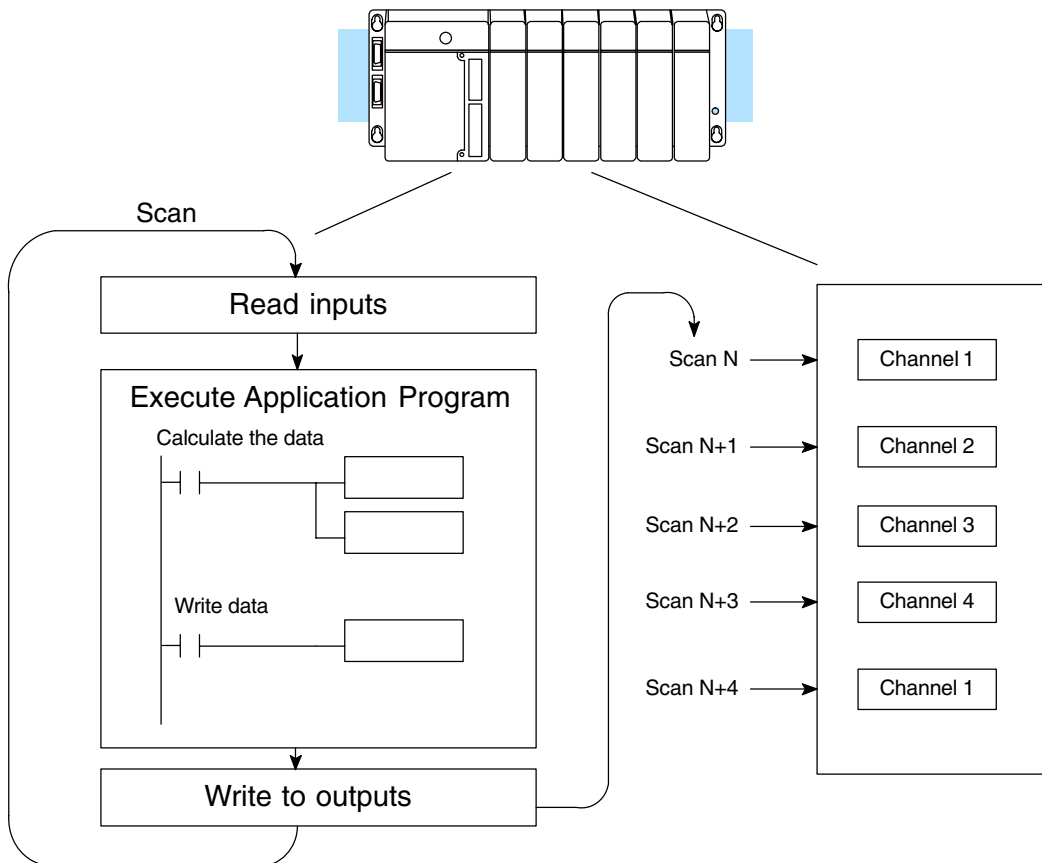 Scan
Read inputs
Execute Application Program
Calculate the data
Write data
Write to outputs
Scan N
Channel 1
Scan N+1
Channel 2
Scan N+2
Channel 3
Scan N+3
Channel 4
Scan N+4
Channel 1